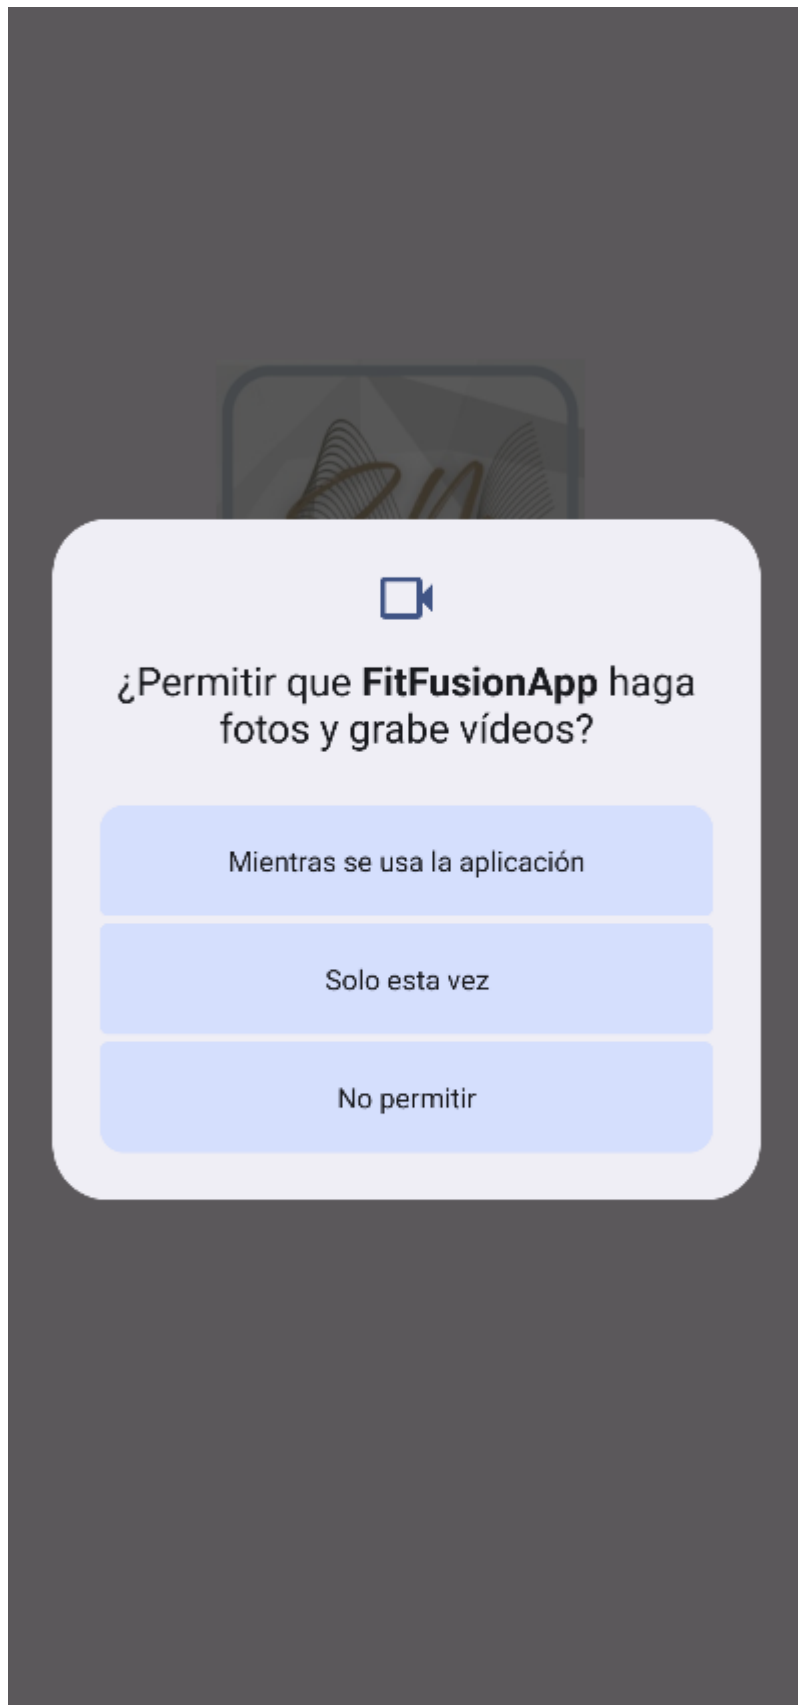 ¿Permitir que FitFusionApp haga
fotos y grabe vídeos?
Mientras se usa la aplicación
Solo esta vez
No permitir